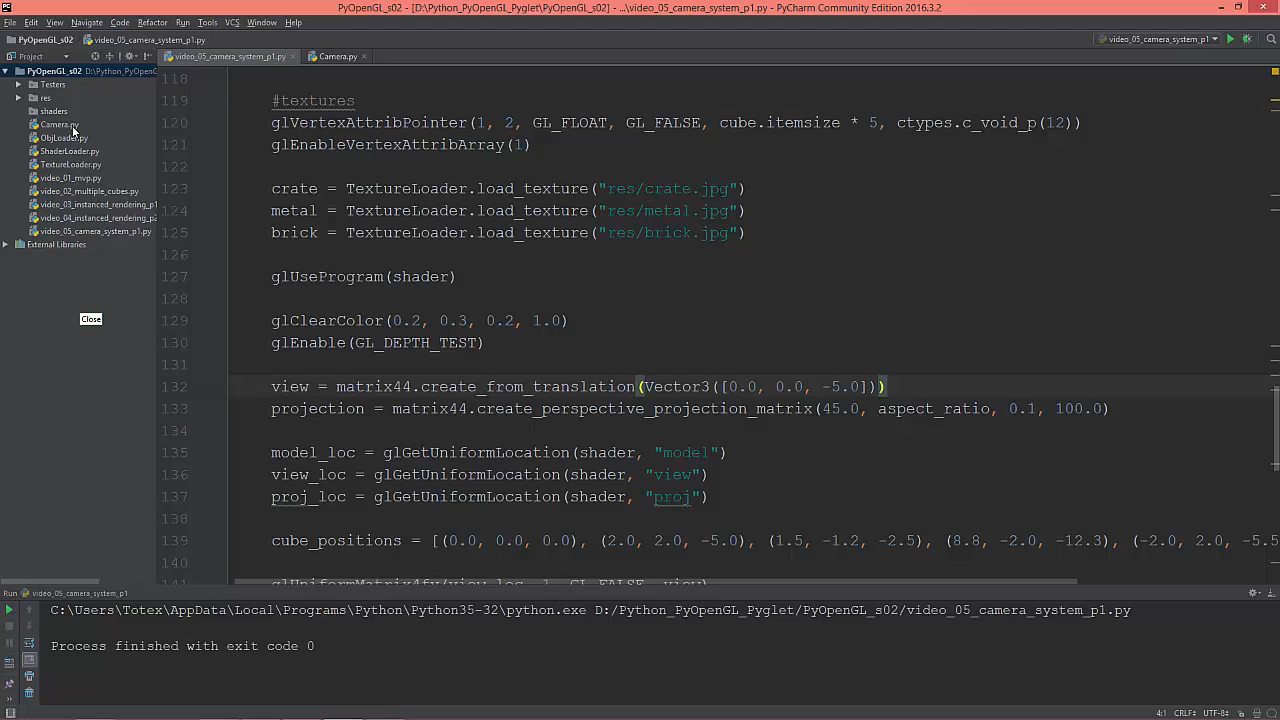 PyOpenGL_s02 - [D:\Python_PyOpenGL_Pyglet\PyOpenGL_s02] - ...\video_05_camera_system_p1.py - PyCharm Community Edition 2016.3.2
File Edit View Navigate Code Refactor Run Tools VCS Window Help
PyOpenGL_s02 video_05_camera_system_p1.py video_05_camera_system_p1
Project video_05_camera_system_p1.py Camera.py
PyOpenGL_s02 D:\Python_PyOpenG
Testers
res
shaders
Camera.py
ObjLoader.py
ShaderLoader.py
TextureLoader.py
video_01_mvp.py
video_02_multiple_cubes.py
video_03_instanced_rendering_p1
video_04_instanced_rendering_p2
video_05_camera_system_p1.py
External Libraries
Close
118
119 #textures
120 glVertexAttribPointer(1, 2, GL_FLOAT, GL_FALSE, cube.itemsize * 5, ctypes.c_void_p(12))
121 glEnableVertexAttribArray(1)
122
123 crate = TextureLoader.load_texture("res/crate.jpg")
124 metal = TextureLoader.load_texture("res/metal.jpg")
125 brick = TextureLoader.load_texture("res/brick.jpg")
126
127 glUseProgram(shader)
128
129 glClearColor(0.2, 0.3, 0.2, 1.0)
130 glEnable(GL_DEPTH_TEST)
131
132 view = matrix44.create_from_translation(Vector3([0.0, 0.0, -5.0]))
133 projection = matrix44.create_perspective_projection_matrix(45.0, aspect_ratio, 0.1, 100.0)
135 model_loc = glGetUniformLocation(shader, "model")
136 view_loc = glGetUniformLocation(shader, "view")
137 proj_loc = glGetUniformLocation(shader, "proj")
138
139 cube_positions = [(0.0, 0.0, 0.0), (2.0, 2.0, -5.0), (1.5, -1.2, -2.5), (8.8, -2.0, -12.3), (-2.0, 2.0, -5.5
140
141 glUniformMatrix4fv(view_loc, 1, GL_FALSE, view)
Run video_05_camera_system_p1
C:\Users\Totex\AppData\Local\Programs\Python\Python35-32\python.exe D:/Python_PyOpenGL_Pyglet/PyOpenGL_s02/video_05_camera_system_p1.py
Process finished with exit code 0
4:1 CRLF÷ UTF-8÷